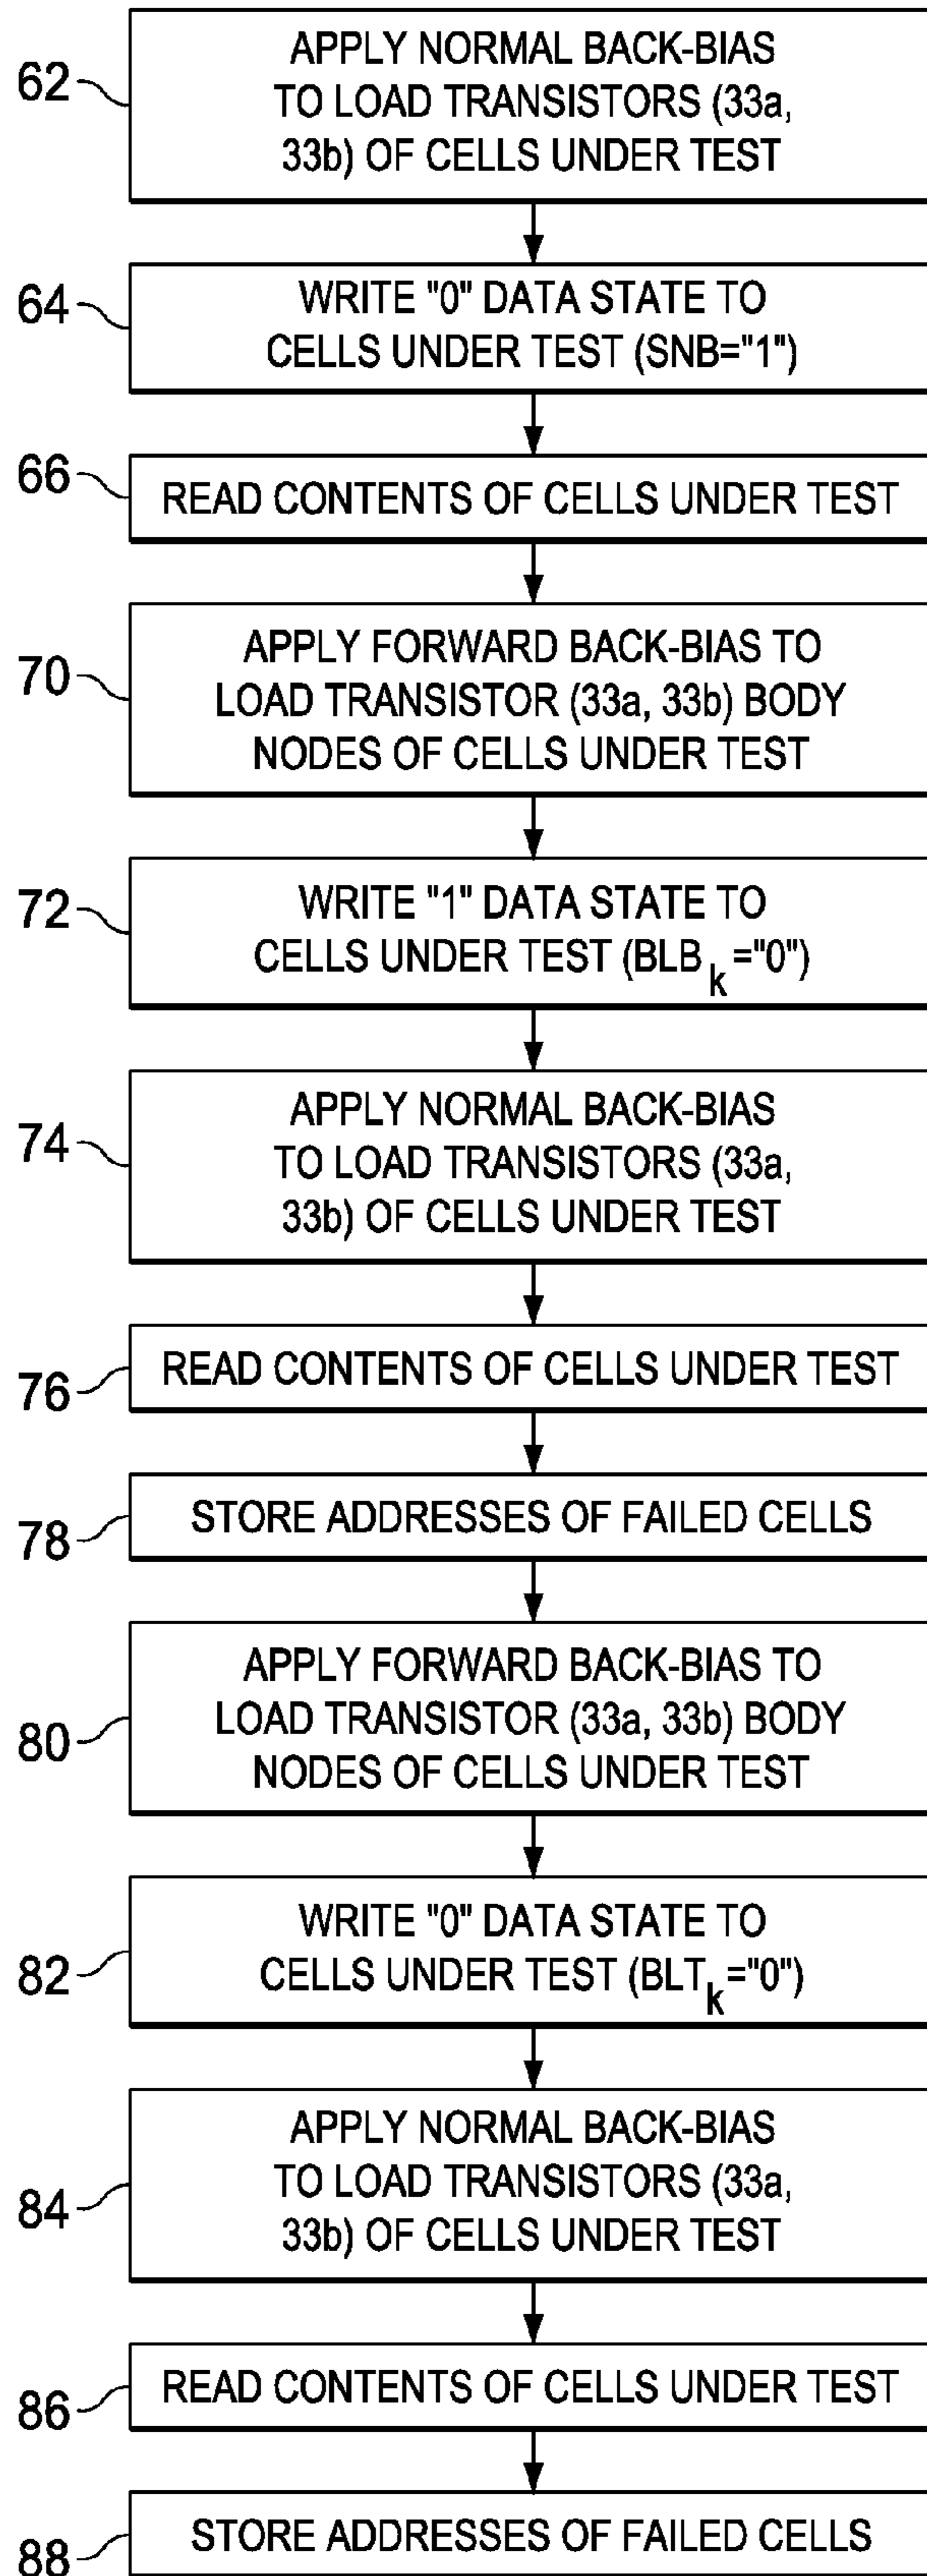 62
APPLY NORMAL BACK-BIAS
TO LOAD TRANSISTORS (33a,
33b) OF CELLS UNDER TEST
64
WRITE "0" DATA STATE TO
CELLS UNDER TEST (SNB="1")
66
READ CONTENTS OF CELLS UNDER TEST
70
APPLY FORWARD BACK-BIAS TO
LOAD TRANSISTOR (33a, 33b) BODY
NODES OF CELLS UNDER TEST
72
WRITE "1" DATA STATE TO
CELLS UNDER TEST (BLBk="0")
74
APPLY NORMAL BACK-BIAS
TO LOAD TRANSISTORS (33a,
33b) OF CELLS UNDER TEST
76
READ CONTENTS OF CELLS UNDER TEST
78
STORE ADDRESSES OF FAILED CELLS
80
APPLY FORWARD BACK-BIAS TO
LOAD TRANSISTOR (33a, 33b) BODY
NODES OF CELLS UNDER TEST
82
WRITE "0" DATA STATE TO
CELLS UNDER TEST (BLTk="0")
84
APPLY NORMAL BACK-BIAS
TO LOAD TRANSISTORS (33a,
33b) OF CELLS UNDER TEST
86
READ CONTENTS OF CELLS UNDER TEST
88
STORE ADDRESSES OF FAILED CELLS